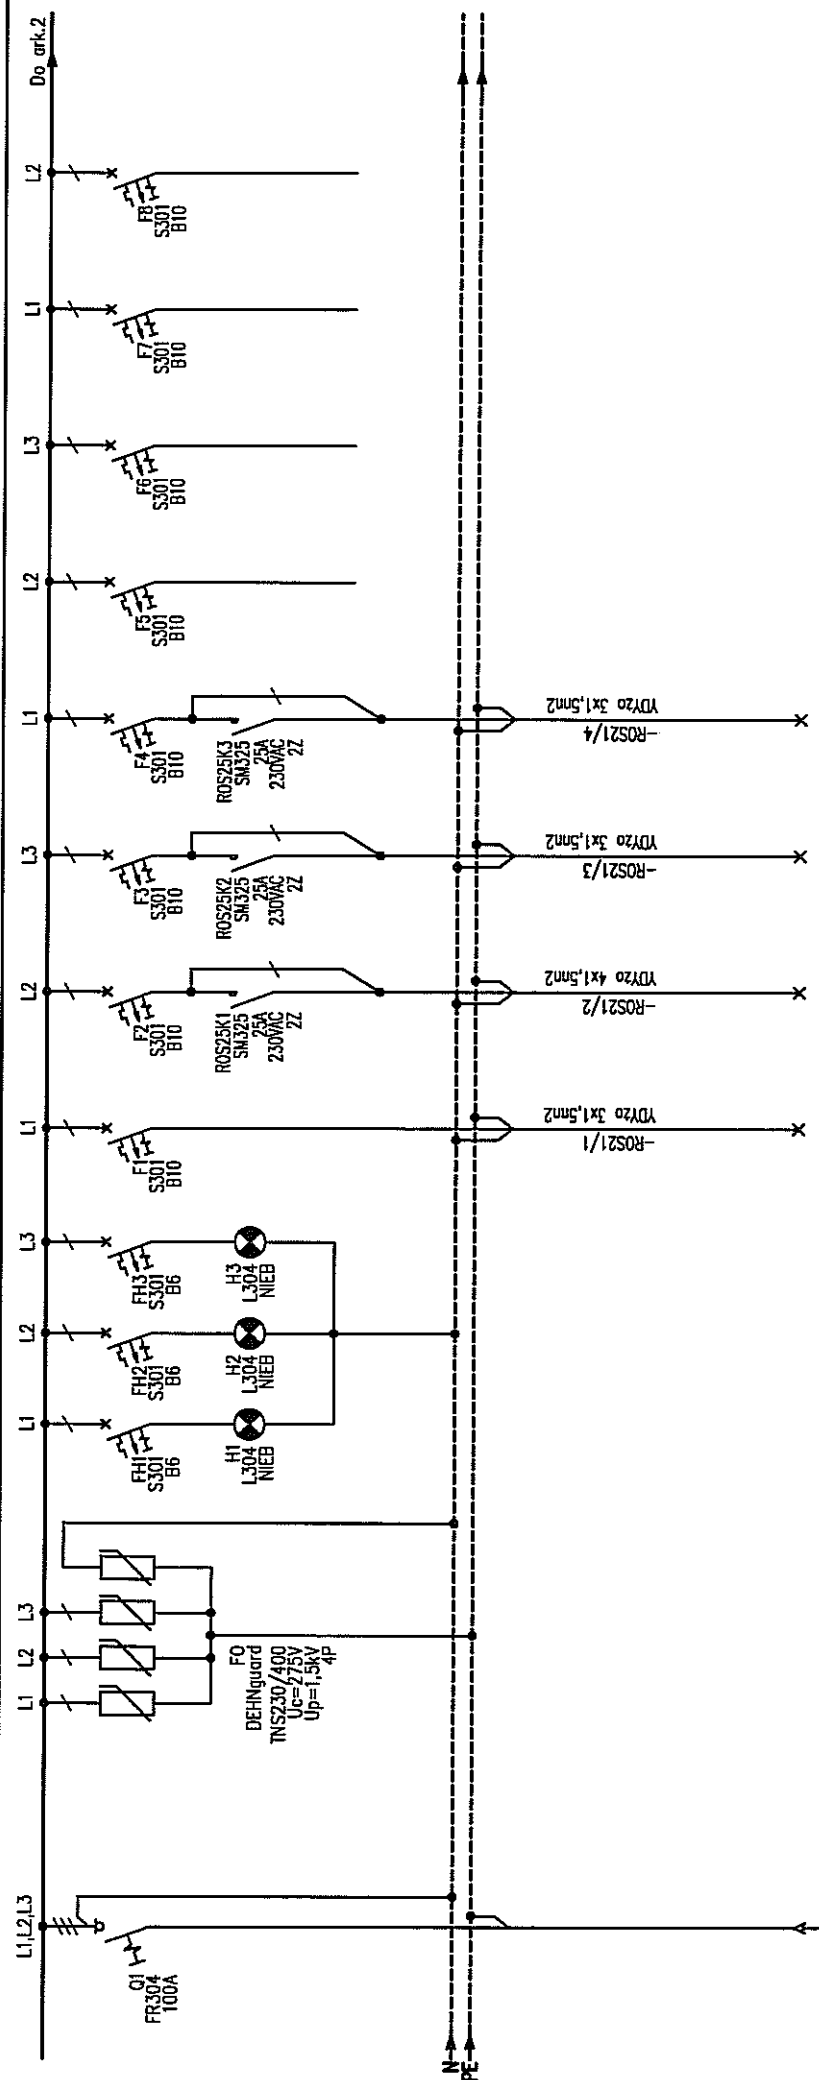 Do ark.2
L2
F8
S301
B10
L1
F7
S301
B10
L3
F6
S301
B10
L2
F5
S301
B10
L1
F4
S301
B10
ROS25K3
SM325
25A
230VAC
2Z
YDYżo 3x1,5mm2
-ROS21/4
L3
F3
S301
B10
ROS25K2
SM325
25A
230VAC
2Z
YDYżo 3x1,5mm2
-ROS21/3
L2
F2
S301
B10
ROS25K1
SM325
25A
230VAC
2Z
YDYżo 4x1,5mm2
-ROS21/2
L1
F1
S301
B10
YDYżo 3x1,5mm2
-ROS21/1
L3
FH3
S301
B6
H3
L304
NIEB
L2
FH2
S301
B6
H2
L304
NIEB
L1
FH1
S301
B6
H1
L304
NIEB
L3
L2
L1
FO
DEHNguard
TNS230/400
Uc=275V
Up=1,5kV
4P
L1,L2,L3
Q1
FR304
100A
N
PE